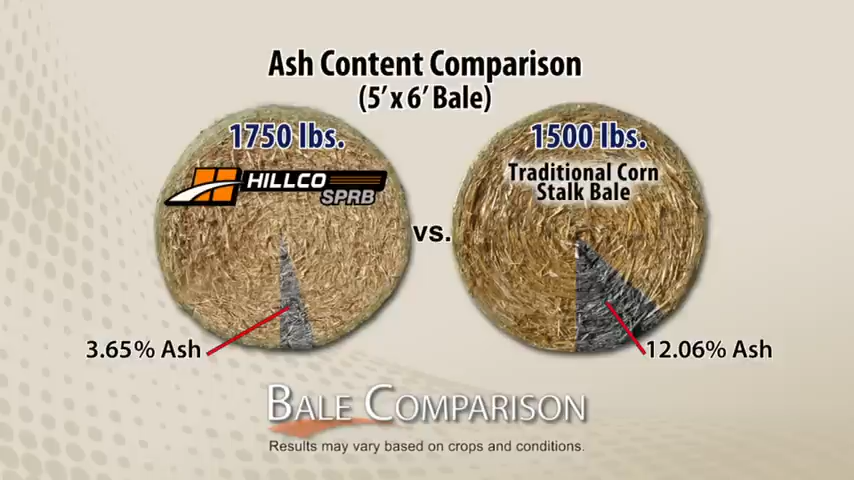 Ash Content Comparison
(5' x 6' Bale)
1750 lbs.
HILLCO
SPRB
vs.
1500 lbs.
Traditional Corn
Stalk Bale
3.65% Ash
12.06% Ash
BALE COMPARISON
Results may vary based on crops and conditions.